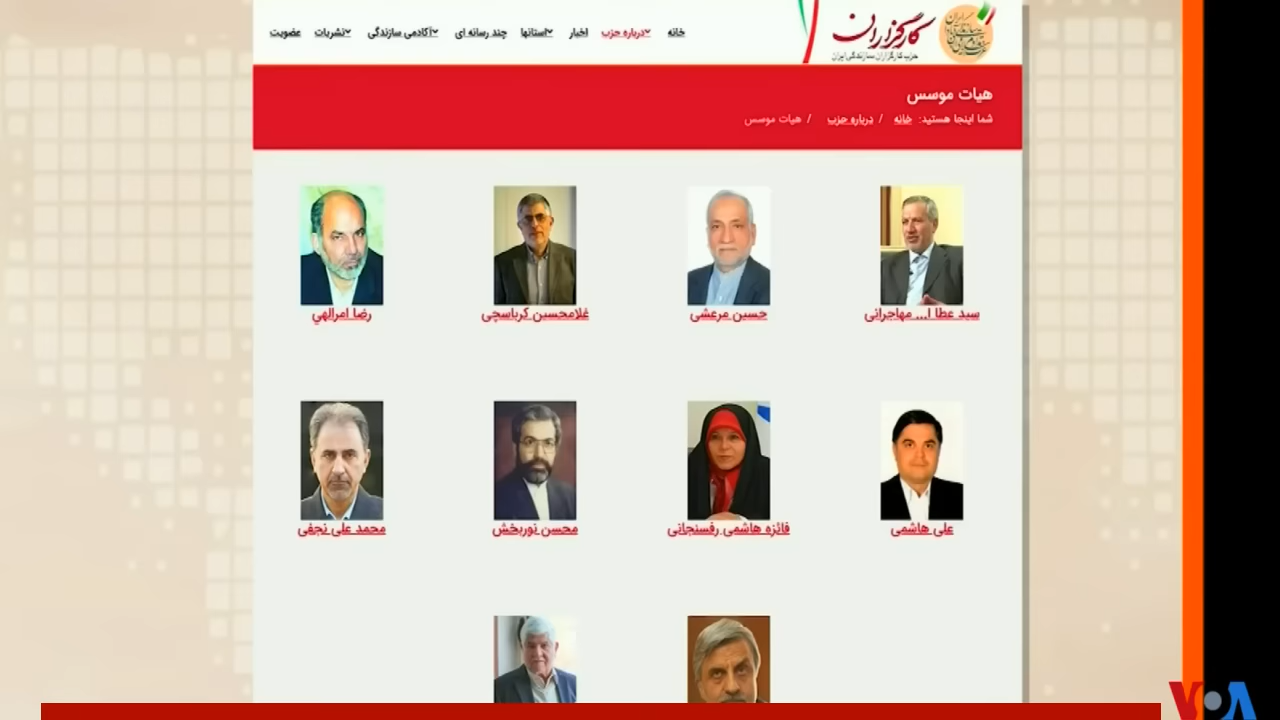 کارگزاران
حزب کارگزاران سازندگی ایران
خانه درباره حزب اخبار استانها چند رسانه ای آکادمی سازندگی نشریات عضویت
هیات موسس
شما اینجا هستید: خانه / درباره حزب / هیات موسس
سید عطا ا... مهاجرانی حسین مرعشی غلامحسین کرباسچی رضا امرالهي
علی هاشمی فائزه هاشمی رفسنجانی محسن نوربخش محمد علی نجفی
VOA